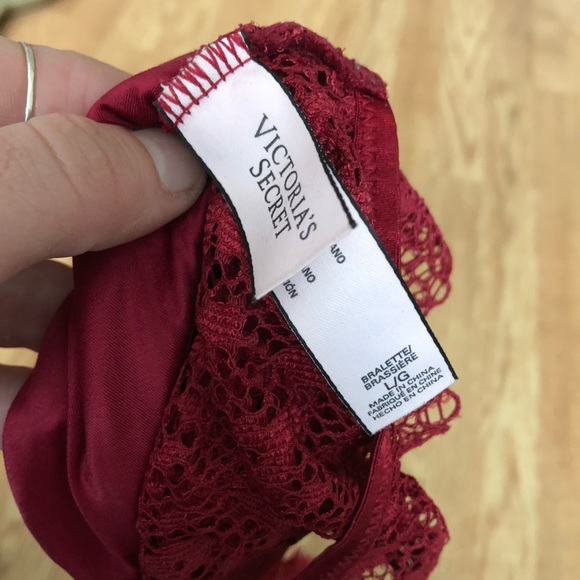 VICTORIA'S
SECRET
BRALETTE/
BRASSIÈRE
L/G
MADE IN CHINA
FABRIQUÉ EN CHINE
HECHO EN CHINA